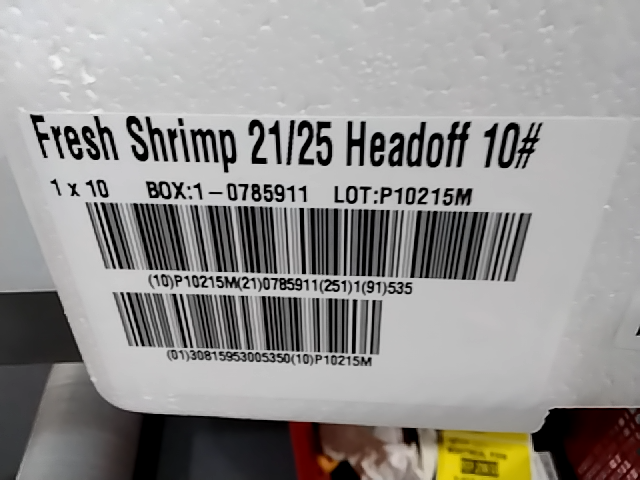 Fresh Shrimp 21/25 Headoff 10#
1 x 10 BOX:1-0785911 LOT:P10215M
(10)P10215M(21)0785911(251)1(91)535
(01)30815953005350(10)P10215M